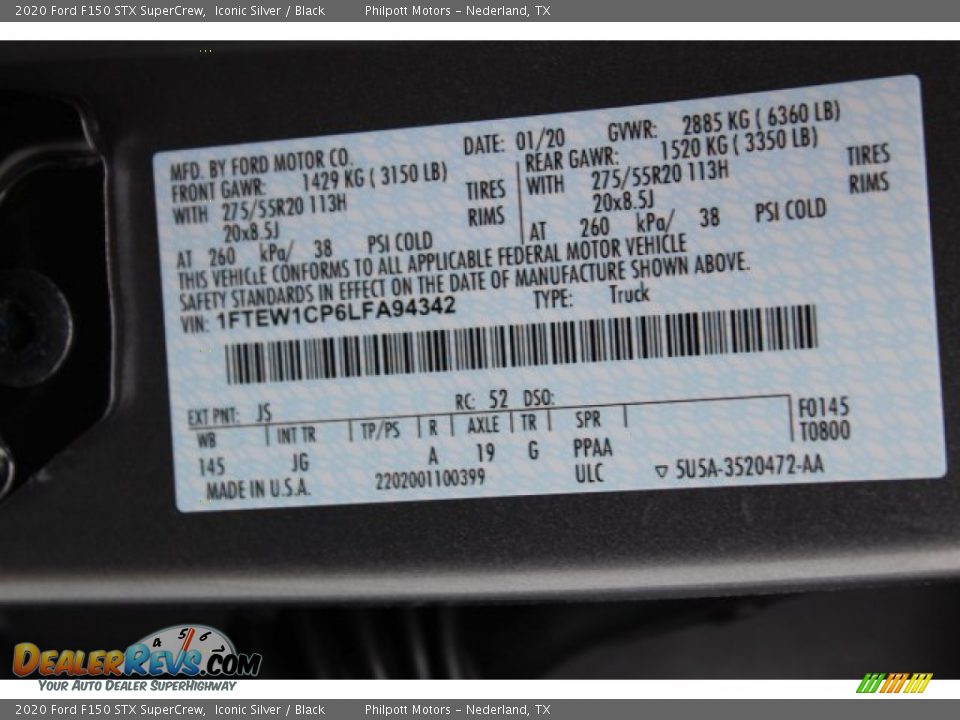 2020 Ford F150 STX SuperCrew, Iconic Silver / Black Philpott Motors – Nederland, TX
MFD. BY FORD MOTOR CO. DATE: 01/20 GVWR: 2885 KG ( 6360 LB)
FRONT GAWR: 1429 KG ( 3150 LB) REAR GAWR: 1520 KG ( 3350 LB)
WITH 275/55R20 113H TIRES WITH 275/55R20 113H TIRES
20x8.5J RIMS 20x8.5J RIMS
AT 260 kPa/ 38 PSI COLD AT 260 kPa/ 38 PSI COLD
THIS VEHICLE CONFORMS TO ALL APPLICABLE FEDERAL MOTOR VEHICLE
SAFETY STANDARDS IN EFFECT ON THE DATE OF MANUFACTURE SHOWN ABOVE.
VIN: 1FTEW1CP6LFA94342 TYPE: Truck
EXT PNT: JS RC: 52 DSO:
WB INT TR TP/PS R AXLE TR SPR F0145
145 JG A 19 G PPAA T0800
MADE IN U.S.A. 2202001100399 ULC 5U5A-3520472-AA
4 5 6
DEALERREVS.COM
YOUR AUTO DEALER SUPERHIGHWAY
2020 Ford F150 STX SuperCrew, Iconic Silver / Black Philpott Motors – Nederland, TX